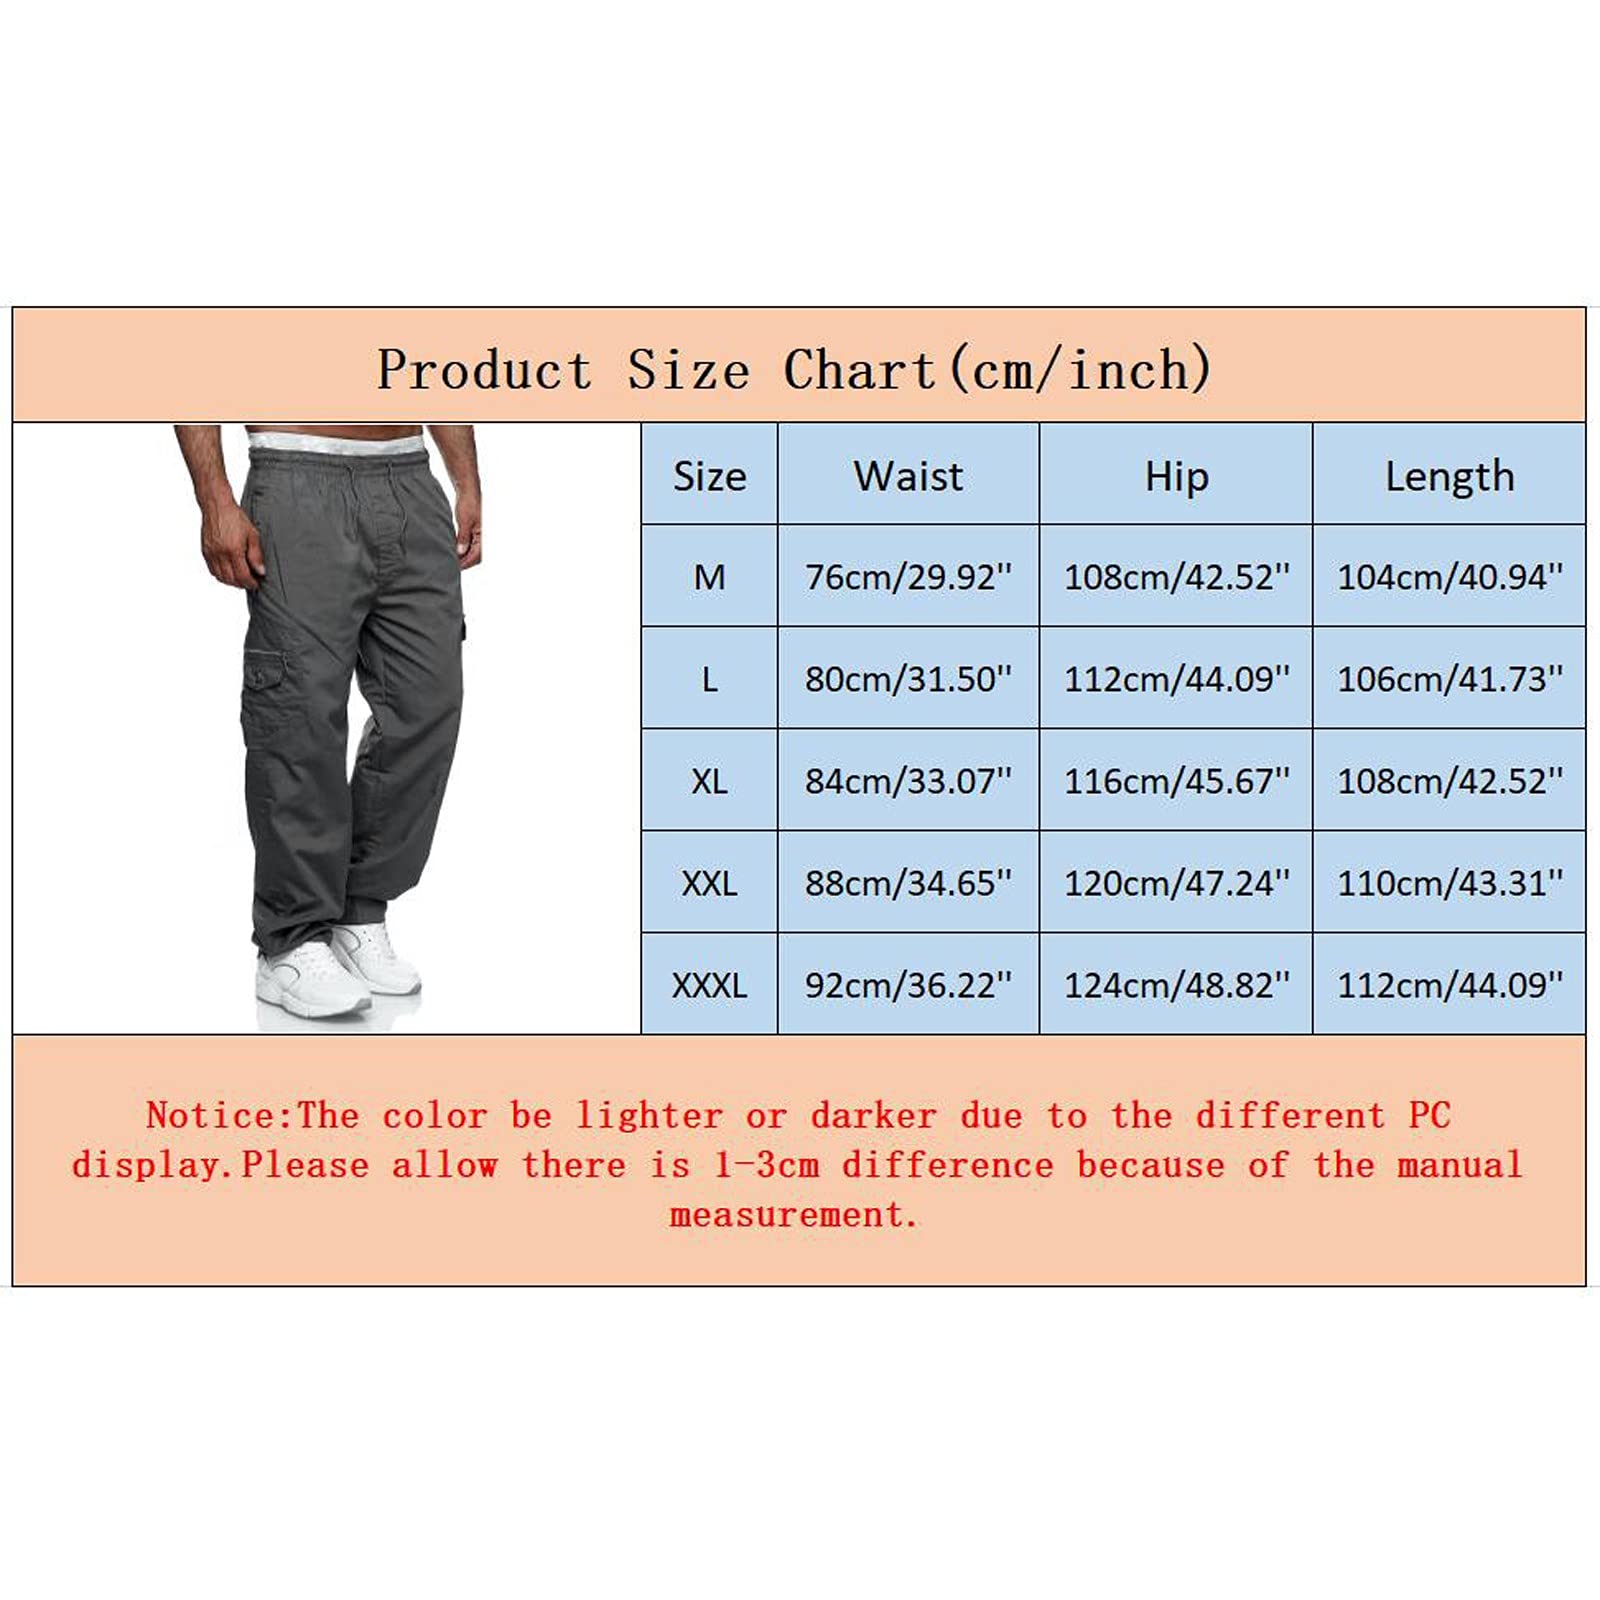 Product Size Chart(cm/inch)
Size Waist Hip Length
M 76cm/29.92'' 108cm/42.52'' 104cm/40.94''
L 80cm/31.50'' 112cm/44.09'' 106cm/41.73''
XL 84cm/33.07'' 116cm/45.67'' 108cm/42.52''
XXL 88cm/34.65'' 120cm/47.24'' 110cm/43.31''
XXXL 92cm/36.22'' 124cm/48.82'' 112cm/44.09''
Notice:The color be lighter or darker due to the different PC
display.Please allow there is 1-3cm difference because of the manual
measurement.